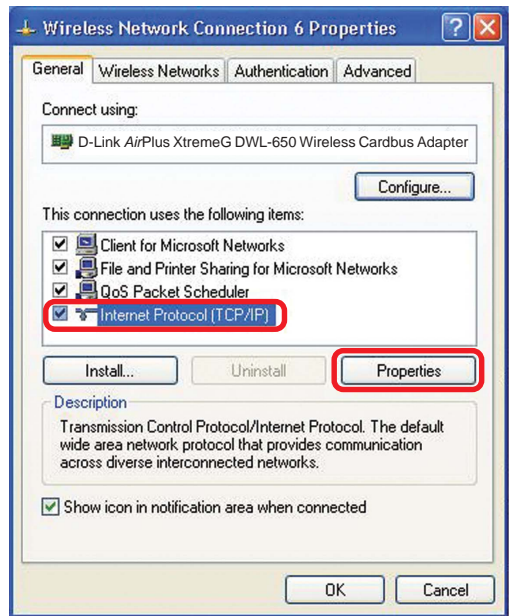 Wireless Network Connection 6 Properties
General Wireless Networks Authentication Advanced
Connect using:
D-Link AirPlus XtremeG DWL-650 Wireless Cardbus Adapter
Configure...
This connection uses the following items:
Client for Microsoft Networks
File and Printer Sharing for Microsoft Networks
QoS Packet Scheduler
Internet Protocol (TCP/IP)
Install... Uninstall Properties
Description
Transmission Control Protocol/Internet Protocol. The default
wide area network protocol that provides communication
across diverse interconnected networks.
Show icon in notification area when connected
OK Cancel